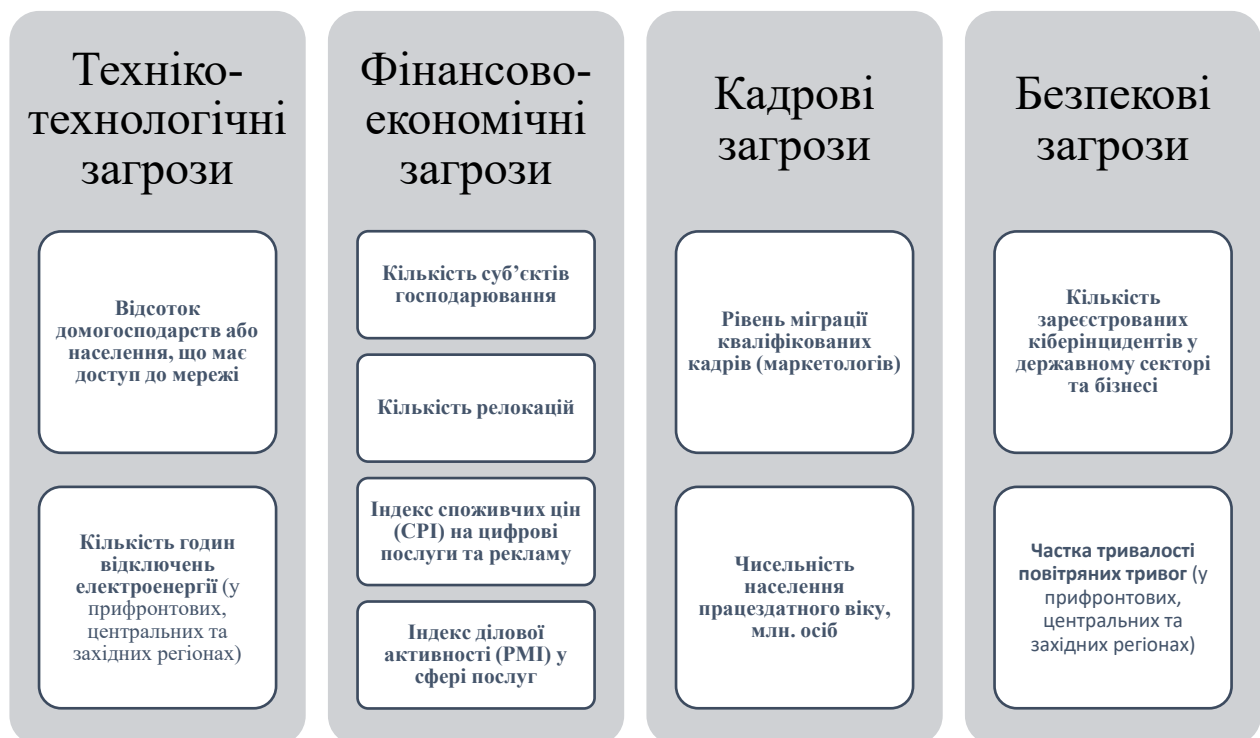 Техніко-
технологічні
загрози
Відсоток
домогосподарств або
населення, що має
доступ до мережі
Кількість годин
відключень
електроенергії (у
прифронтових,
центральних та
західних регіонах)
Фінансово-
економічні
загрози
Кількість суб’єктів
господарювання
Кількість релокацій
Індекс споживчих цін
(CPI) на цифрові
послуги та рекламу
Індекс ділової
активності (PMI) у
сфері послуг
Кадрові
загрози
Рівень міграції
кваліфікованих
кадрів (маркетологів)
Чисельність
населення
працездатного віку,
млн. осіб
Безпекові
загрози
Кількість
зареєстрованих
кіберінцидентів у
державному секторі
та бізнесі
Частка тривалості
повітряних тривог (у
прифронтових,
центральних та
західних регіонах)